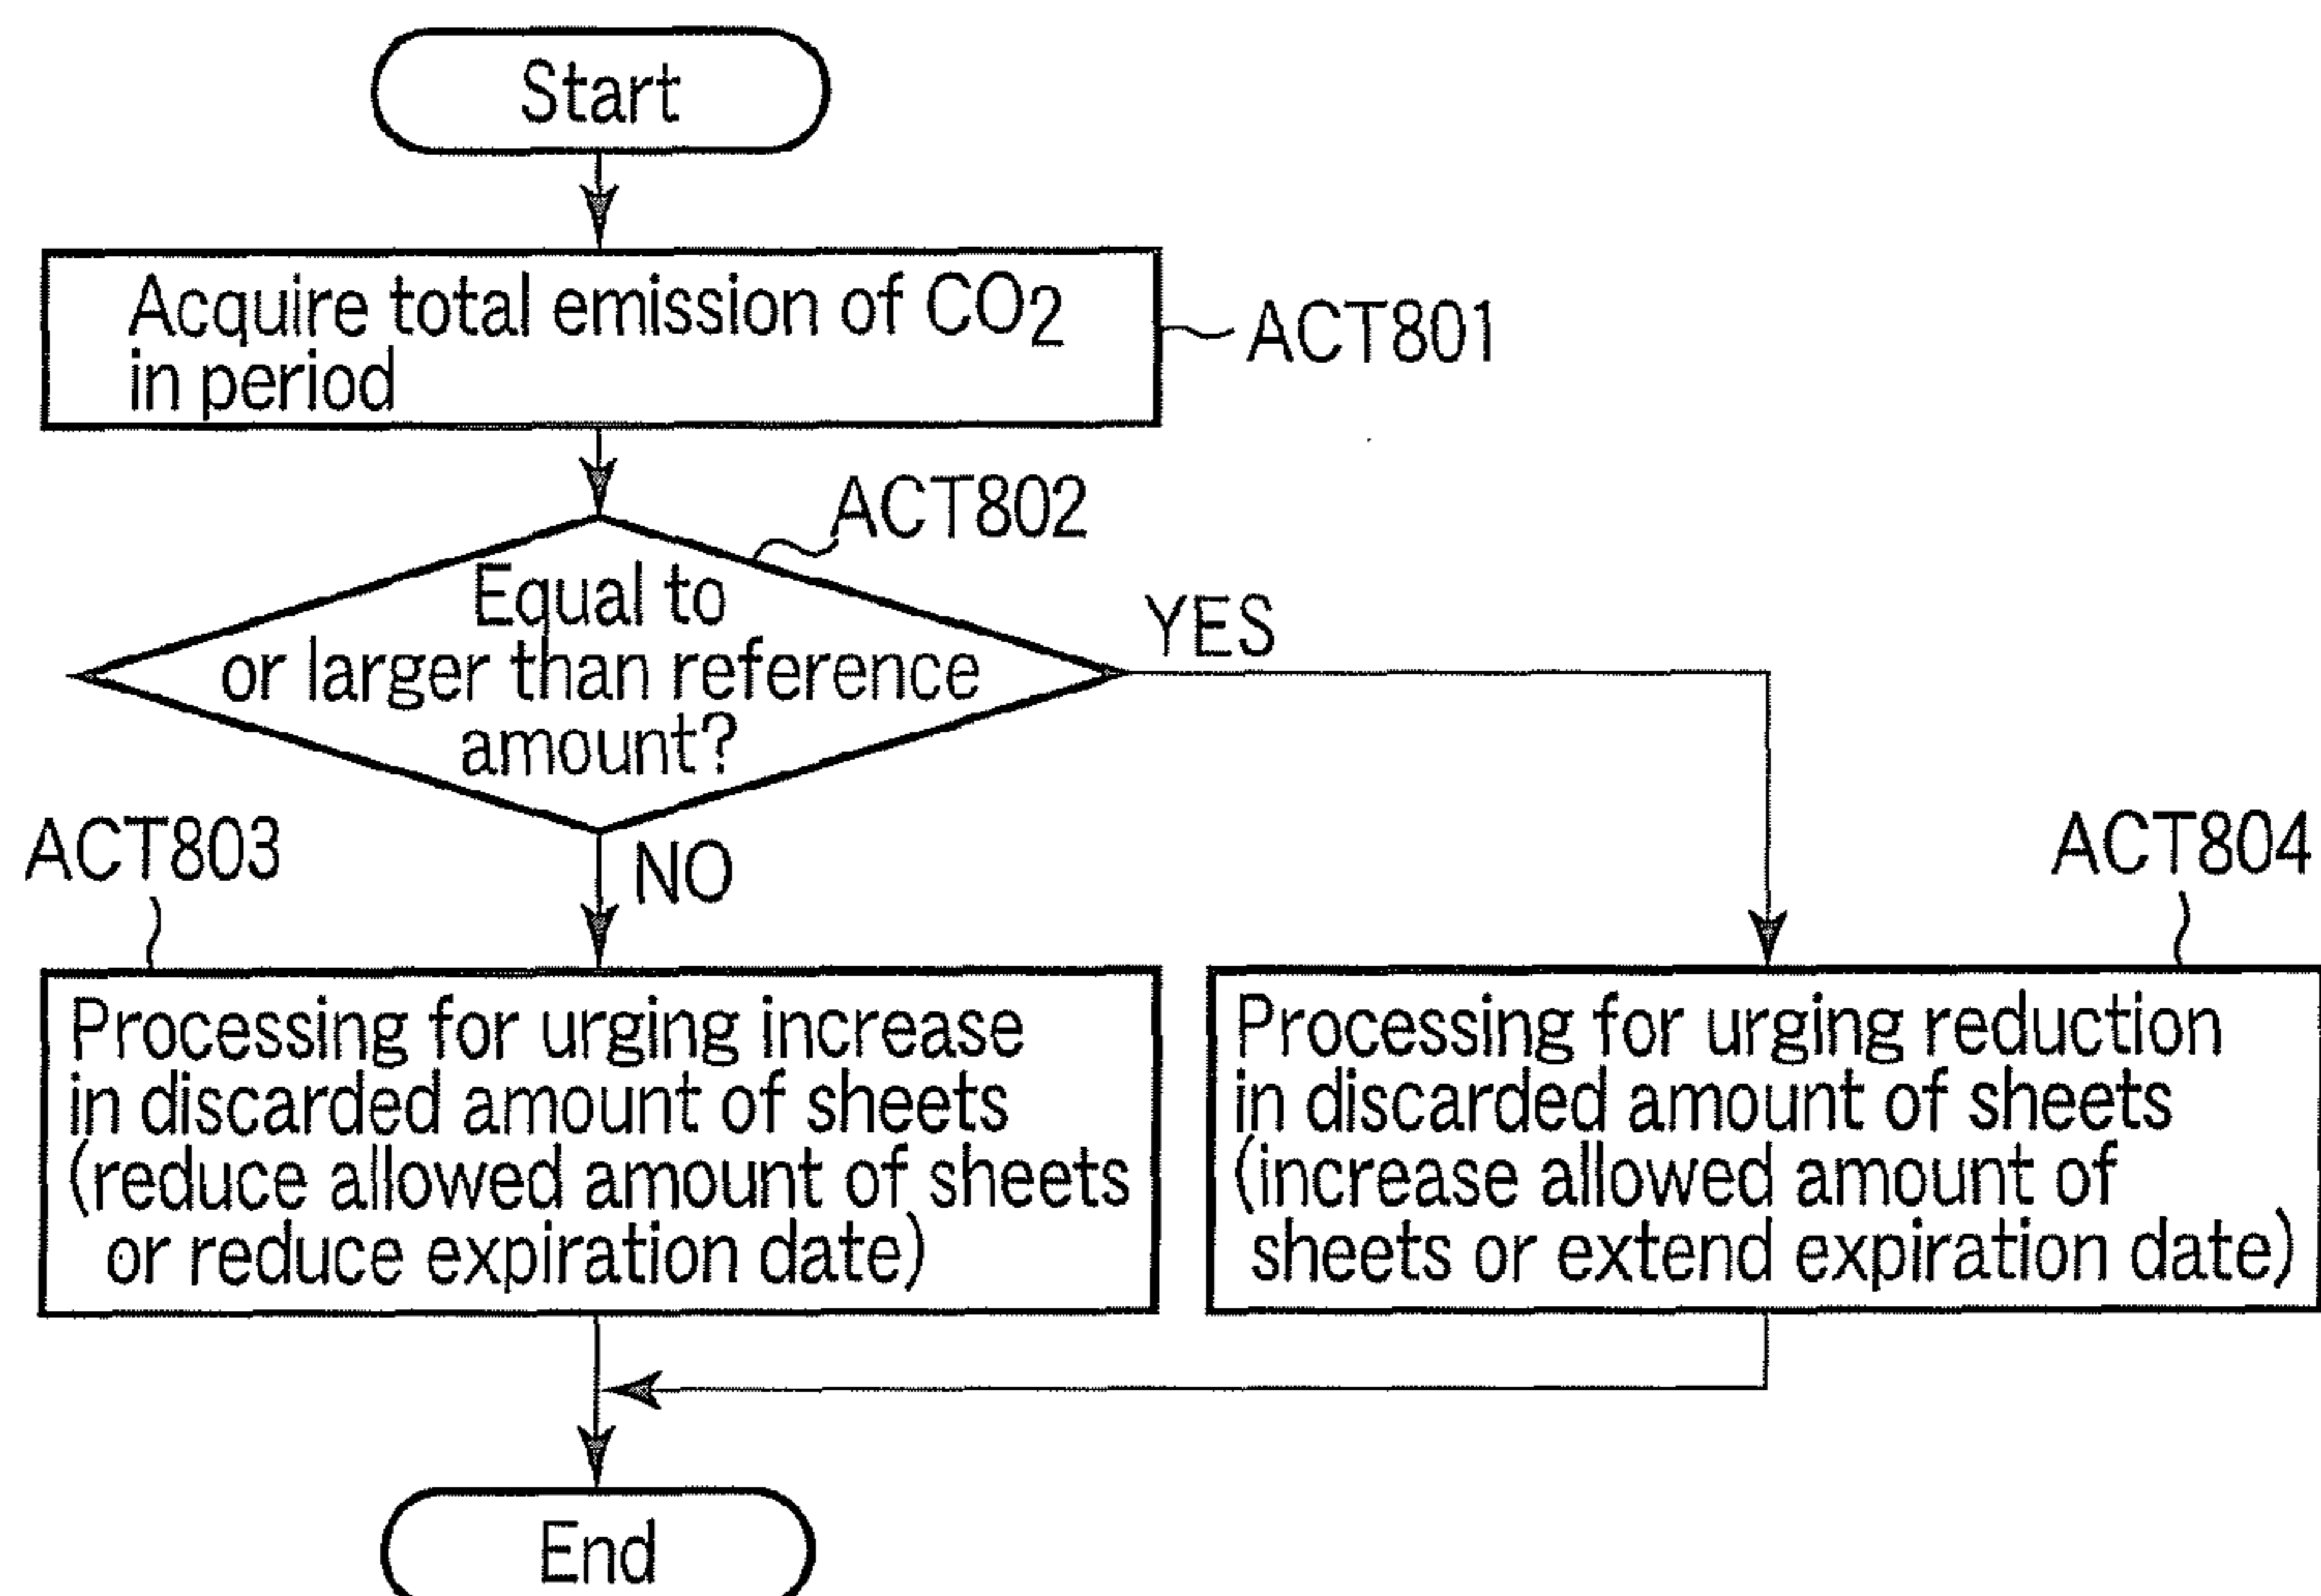 Start
Acquire total emission of CO2
in period
ACT801
ACT802
Equal to
or larger than reference
amount?
YES
NO
ACT803
Processing for urging increase
in discarded amount of sheets
(reduce allowed amount of sheets
or reduce expiration date)
ACT804
Processing for urging reduction
in discarded amount of sheets
(increase allowed amount of
sheets or extend expiration date)
End